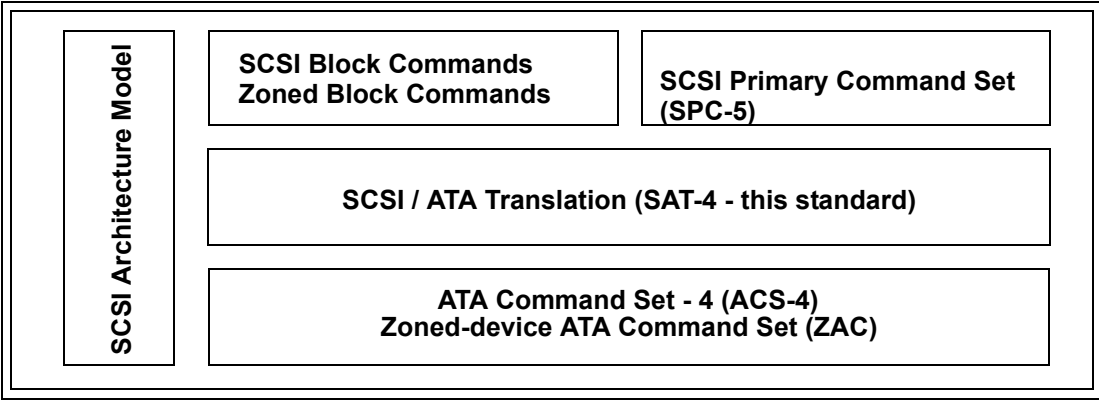 SCSI Architecture Model
SCSI Block Commands
Zoned Block Commands
SCSI Primary Command Set
(SPC-5)
SCSI / ATA Translation (SAT-4 - this standard)
ATA Command Set - 4 (ACS-4)
Zoned-device ATA Command Set (ZAC)